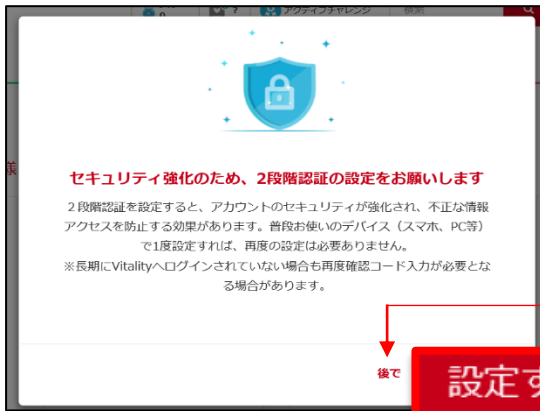 ?
アクティブチャレンジ
検索
様
セキュリティ強化のため、2段階認証の設定をお願いします
２段階認証を設定すると、アカウントのセキュリティが強化され、不正な情報
アクセスを防止する効果があります。普段お使いのデバイス（スマホ、PC等）
で1度設定すれば、再度の設定は必要ありません。
※長期にVitalityへログインされていない場合も再度確認コード入力が必要とな
る場合があります。
後で
設定す